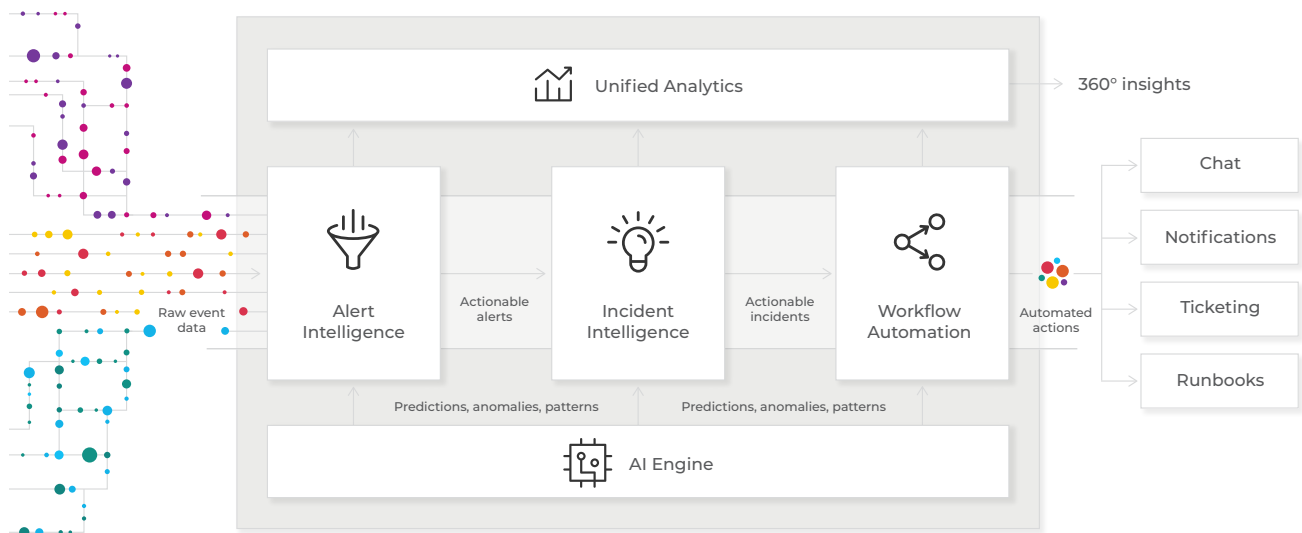 Unified Analytics
360° insights
Chat
Notifications
Ticketing
Runbooks
Raw event
data
Alert
Intelligence
Actionable
alerts
Incident
Intelligence
Actionable
incidents
Workflow
Automation
Automated
actions
Predictions, anomalies, patterns
Predictions, anomalies, patterns
AI Engine